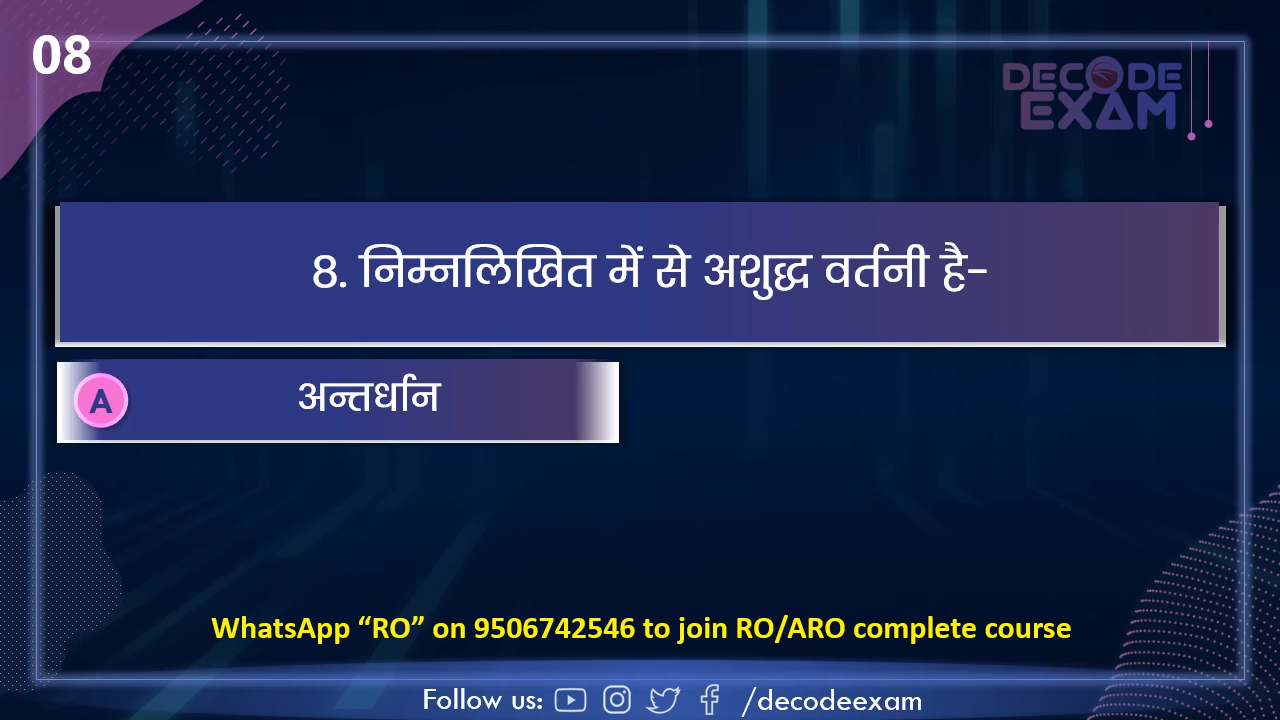 08
DECODE
EXAM
8. निम्नलिखित में से अशुद्ध वर्तनी है-
A अन्तर्धान
WhatsApp “RO” on 9506742546 to join RO/ARO complete course
Follow us: /decodeexam